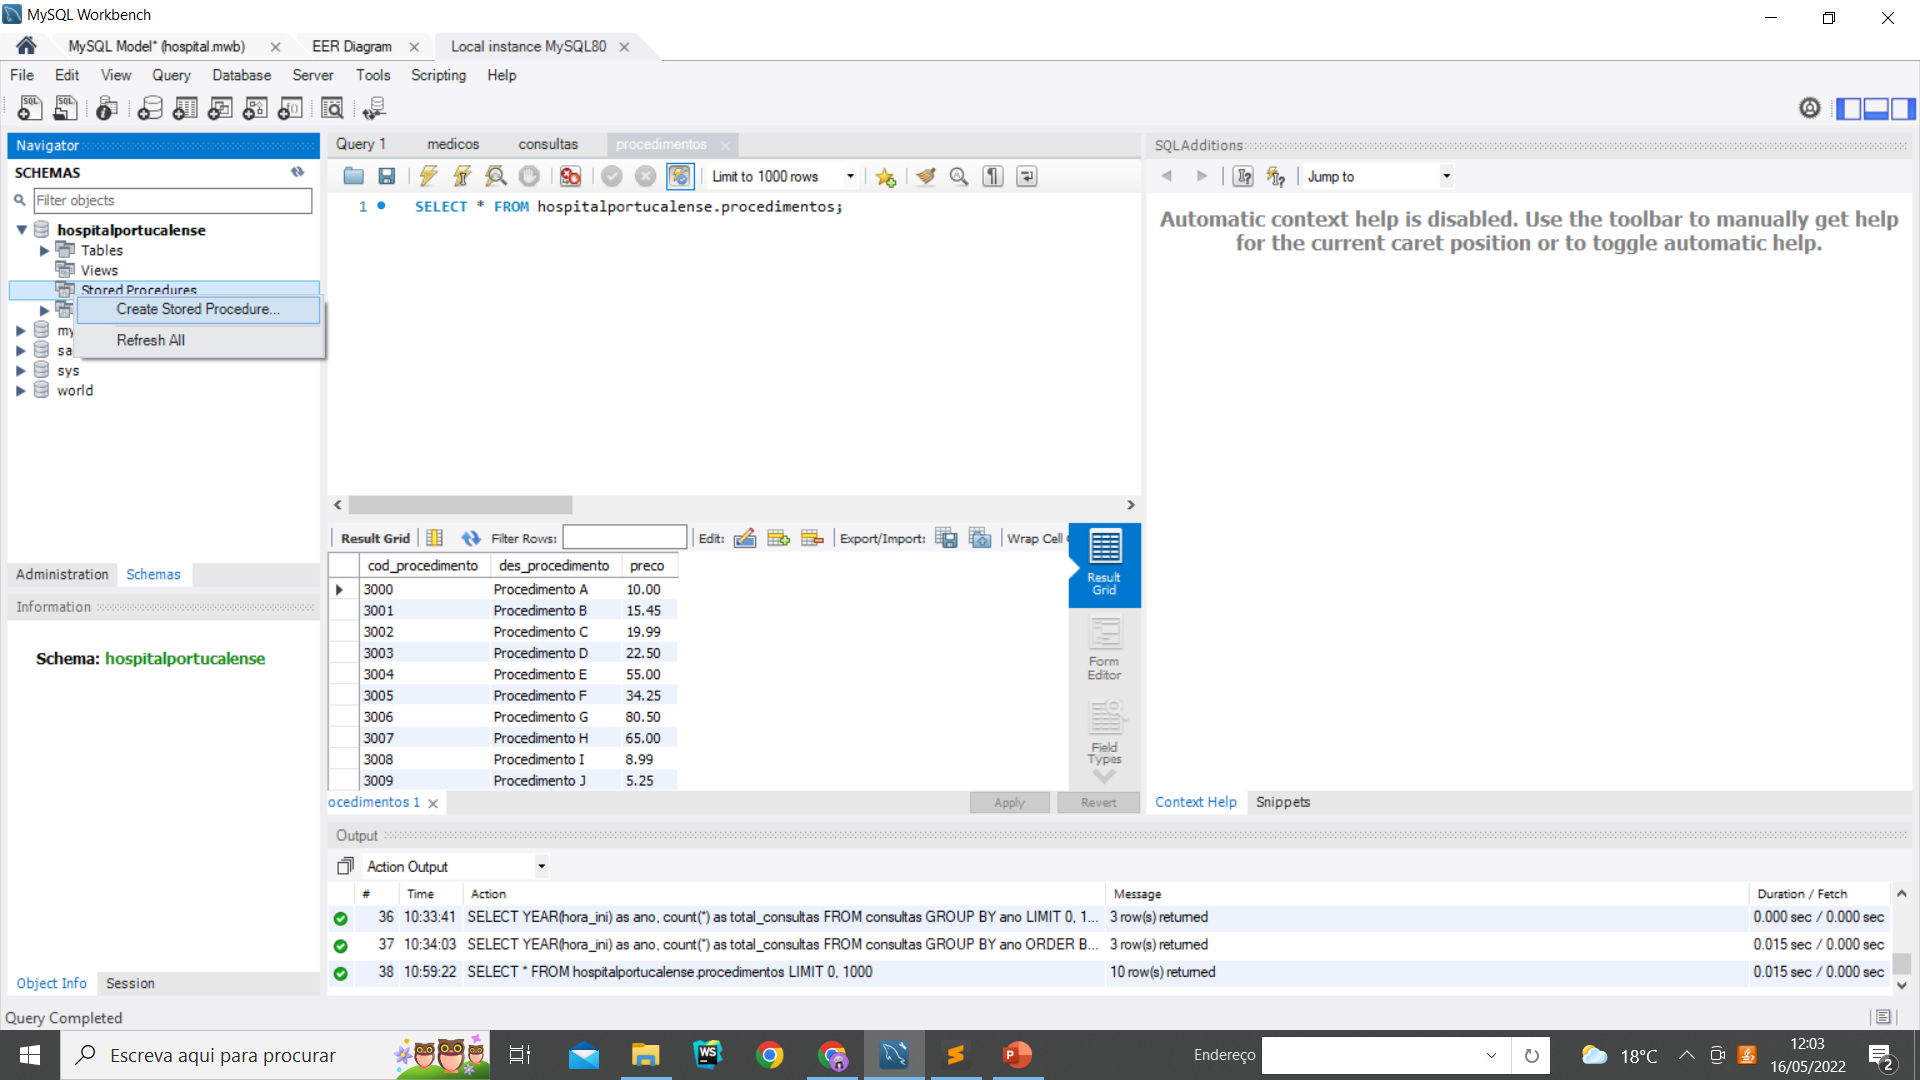 MySQL Workbench
MySQL Model* (hospital.mwb)
EER Diagram
Local instance MySQL80
File Edit View Query Database Server Tools Scripting Help
Navigator
SCHEMAS
Filter objects
hospitalportucalense
Tables
Views
Stored Procedures
Create Stored Procedure...
Refresh All
my
sa
sys
world
Administration Schemas
Information
Schema: hospitalportucalense
Object Info Session
Query Completed
Query 1 medicos consultas procedimentos
Limit to 1000 rows
1 SELECT * FROM hospitalportucalense.procedimentos;
Result Grid Filter Rows: Edit: Export/Import: Wrap Cell
cod_procedimento des_procedimento preco
3000 Procedimento A 10.00
3001 Procedimento B 15.45
3002 Procedimento C 19.99
3003 Procedimento D 22.50
3004 Procedimento E 55.00
3005 Procedimento F 34.25
3006 Procedimento G 80.50
3007 Procedimento H 65.00
3008 Procedimento I 8.99
3009 Procedimento J 5.25
Result
Grid
Form
Editor
Field
Types
ocedimentos 1
Apply Revert
SQLAdditions
Jump to
Automatic context help is disabled. Use the toolbar to manually get help
for the current caret position or to toggle automatic help.
Context Help Snippets
Output
Action Output
# Time Action Message Duration / Fetch
36 10:33:41 SELECT YEAR(hora_ini) as ano, count(*) as total_consultas FROM consultas GROUP BY ano LIMIT 0, 1... 3 row(s) returned 0.000 sec / 0.000 sec
37 10:34:03 SELECT YEAR(hora_ini) as ano, count(*) as total_consultas FROM consultas GROUP BY ano ORDER B... 3 row(s) returned 0.015 sec / 0.000 sec
38 10:59:22 SELECT * FROM hospitalportucalense.procedimentos LIMIT 0, 1000 10 row(s) returned 0.015 sec / 0.000 sec
Escreva aqui para procurar
WS
Endereço
18°C
12:03
16/05/2022
2